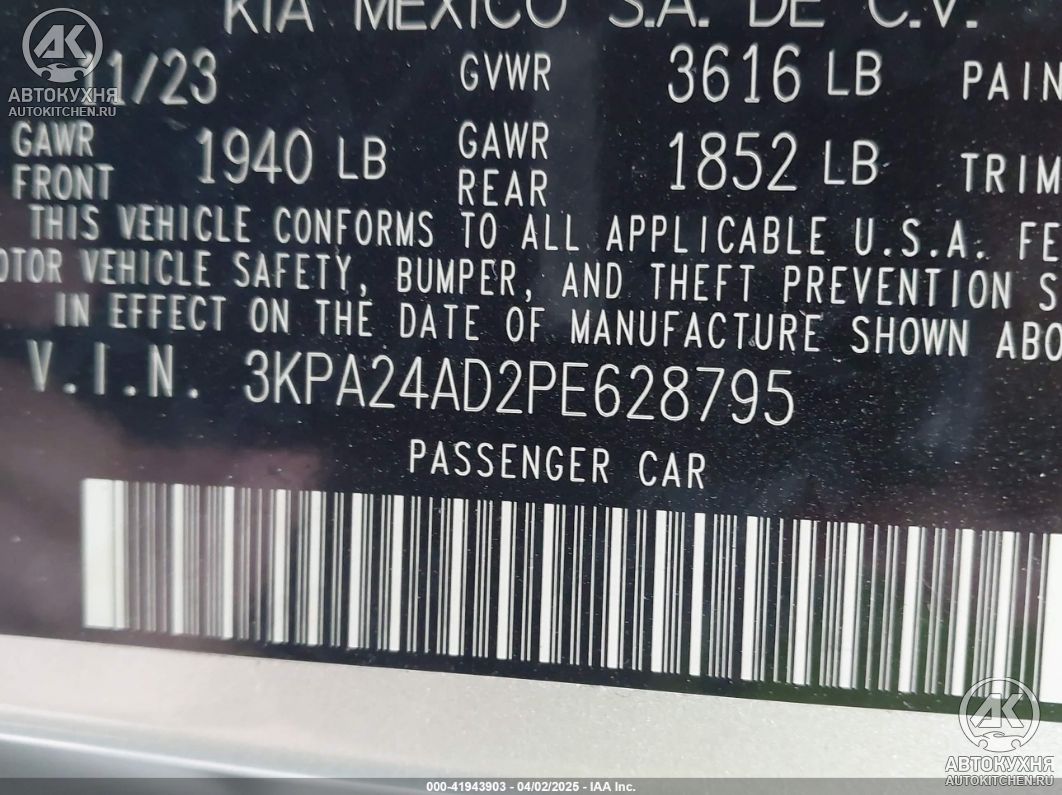 KIA MEXICO S.A. DE C.V.
1/23 GVWR 3616 LB PAIN
GAWR FRONT 1940 LB GAWR REAR 1852 LB TRIM
THIS VEHICLE CONFORMS TO ALL APPLICABLE U.S.A. FE
OTOR VEHICLE SAFETY, BUMPER, AND THEFT PREVENTION S
IN EFFECT ON THE DATE OF MANUFACTURE SHOWN ABO
V.I.N. 3KPA24AD2PE628795
PASSENGER CAR
АК
АВТОКУХНЯ
AUTOKITCHEN.RU
АК
АВТОКУХНЯ
AUTOKITCHEN.RU
000-41943903 - 04/02/2025 - IAA Inc.